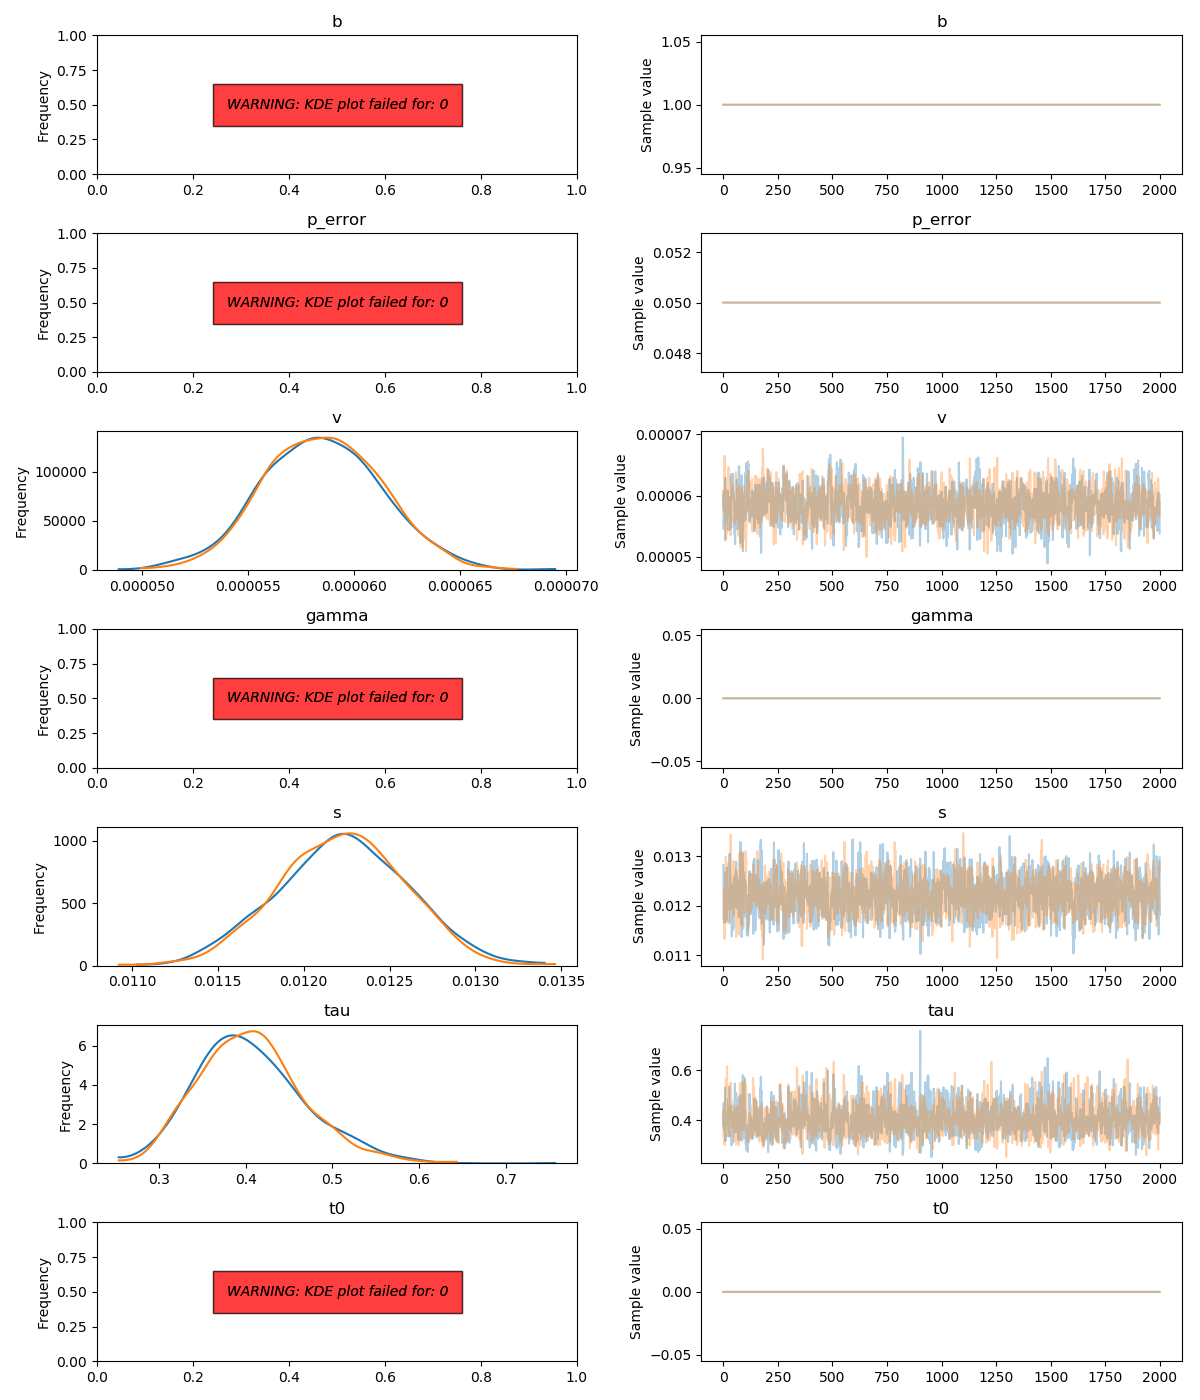 b
1.00
0.75
0.50
0.25
0.00
Frequency
WARNING: KDE plot failed for: 0
0.0 0.2 0.4 0.6 0.8 1.0
b
1.05
1.00
0.95
Sample value
0 250 500 750 1000 1250 1500 1750 2000
p_error
1.00
0.75
0.50
0.25
0.00
Frequency
WARNING: KDE plot failed for: 0
0.0 0.2 0.4 0.6 0.8 1.0
p_error
0.052
0.050
0.048
Sample value
0 250 500 750 1000 1250 1500 1750 2000
v
100000
50000
0
Frequency
0.000050 0.000055 0.000060 0.000065 0.000070
v
0.00007
0.00006
0.00005
Sample value
0 250 500 750 1000 1250 1500 1750 2000
gamma
1.00
0.75
0.50
0.25
0.00
Frequency
WARNING: KDE plot failed for: 0
0.0 0.2 0.4 0.6 0.8 1.0
gamma
0.05
0.00
−0.05
Sample value
0 250 500 750 1000 1250 1500 1750 2000
s
1000
500
0
Frequency
0.0110 0.0115 0.0120 0.0125 0.0130 0.0135
s
0.013
0.012
0.011
Sample value
0 250 500 750 1000 1250 1500 1750 2000
tau
6
4
2
0
Frequency
0.3 0.4 0.5 0.6 0.7
tau
0.6
0.4
Sample value
0 250 500 750 1000 1250 1500 1750 2000
t0
1.00
0.75
0.50
0.25
0.00
Frequency
WARNING: KDE plot failed for: 0
0.0 0.2 0.4 0.6 0.8 1.0
t0
0.05
0.00
−0.05
Sample value
0 250 500 750 1000 1250 1500 1750 2000